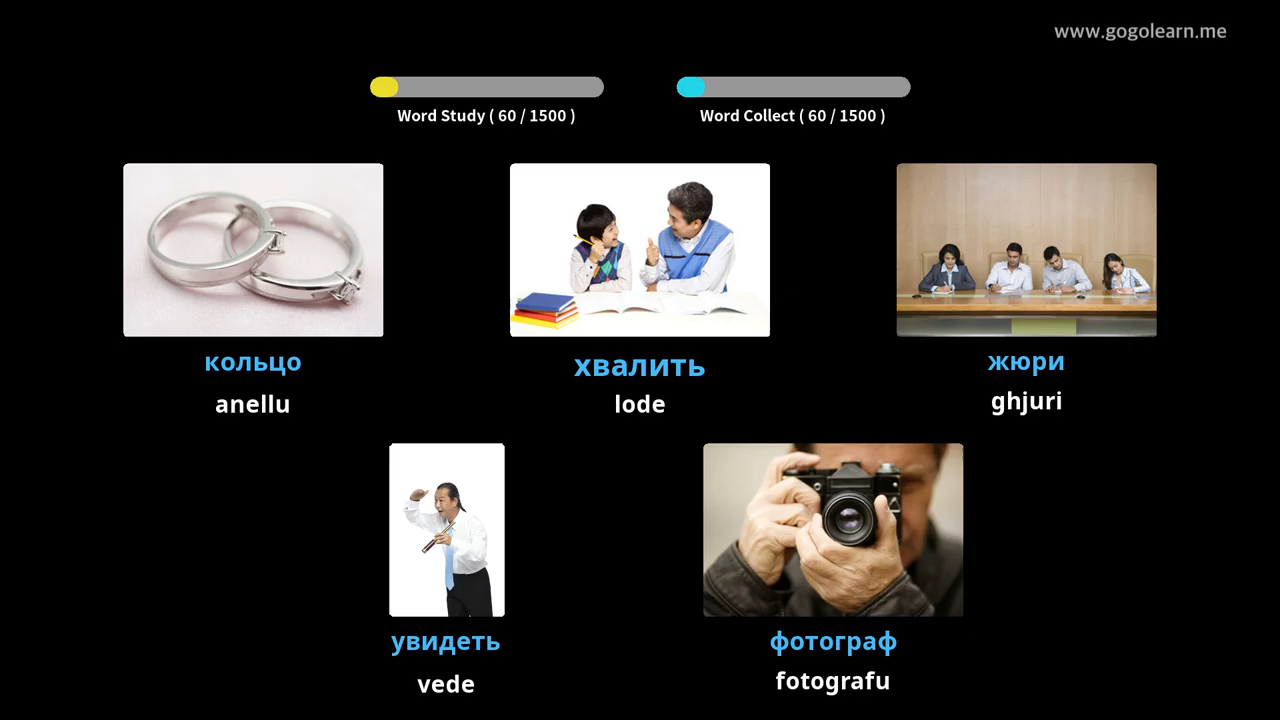 www.gogolearn.me
Word Study ( 60 / 1500 )
Word Collect ( 60 / 1500 )
кольцо
anellu
хвалить
lode
жюри
ghjuri
увидеть
vede
фотограф
fotografu